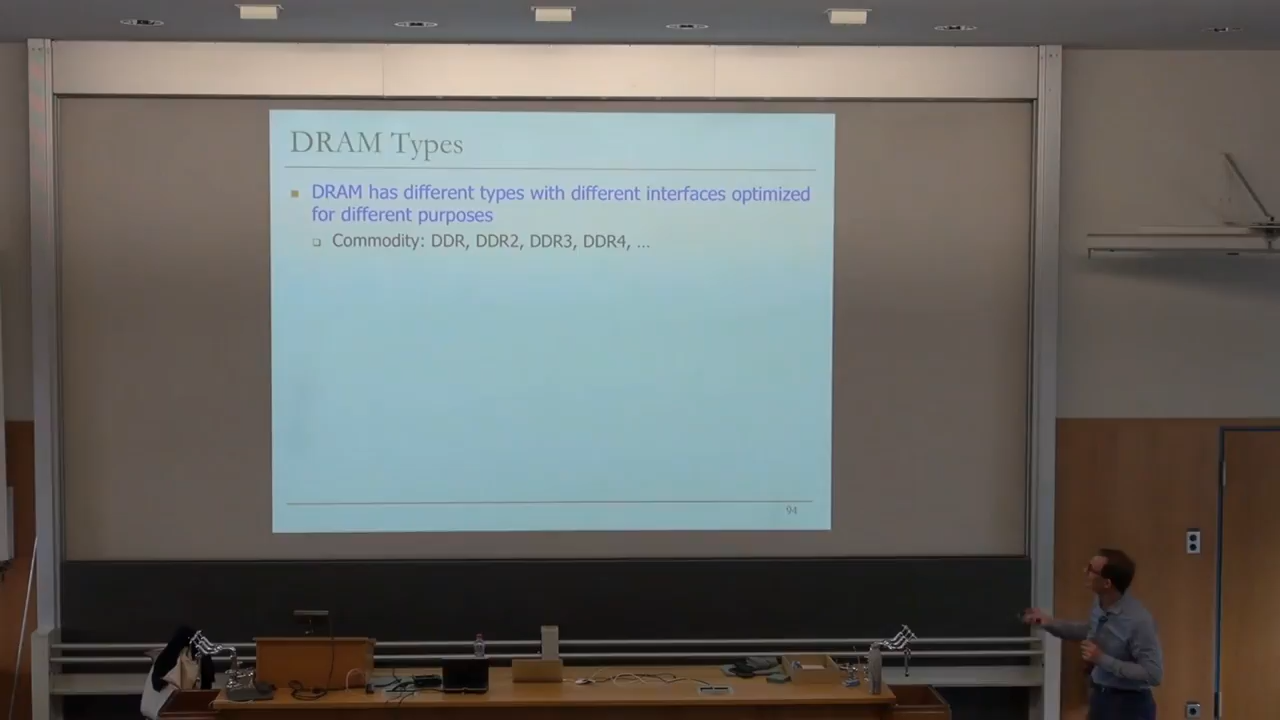 DRAM Types
DRAM has different types with different interfaces optimized
for different purposes
Commodity: DDR, DDR2, DDR3, DDR4, ...
94